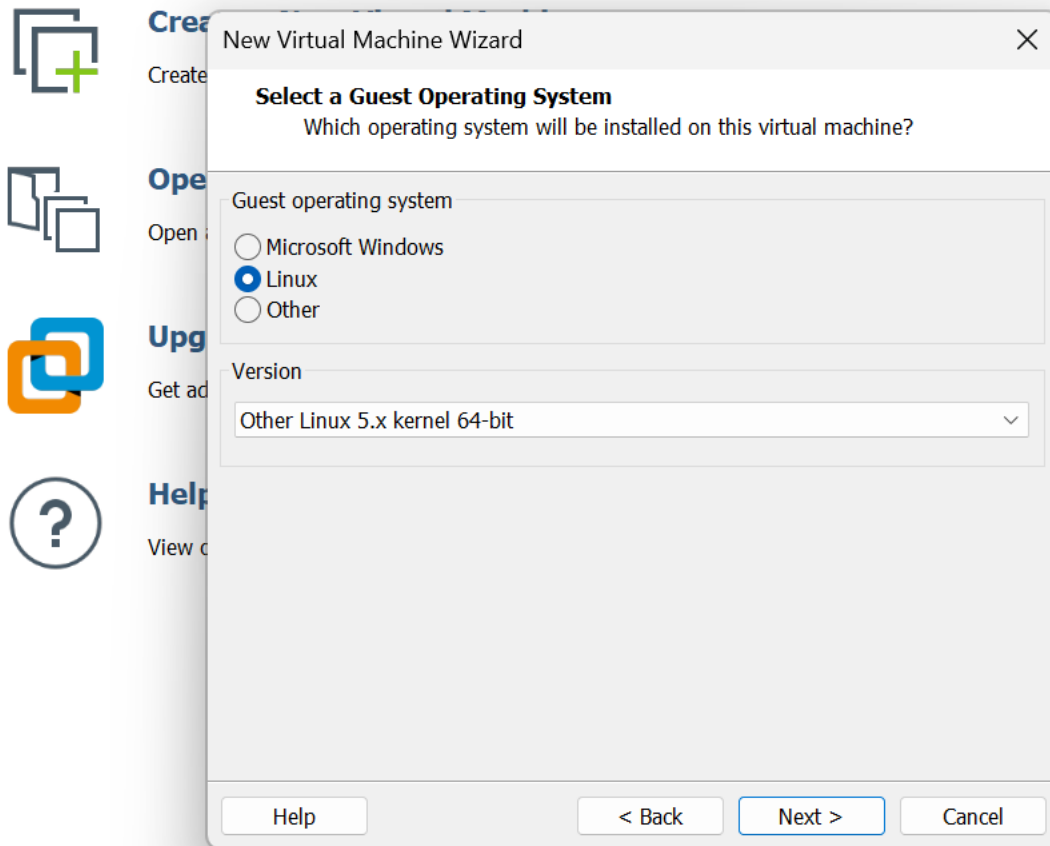 Crea
New Virtual Machine Wizard
Create
Select a Guest Operating System
Which operating system will be installed on this virtual machine?
Ope
Open
Guest operating system
Microsoft Windows
Linux
Other
Upg
Get ad
Version
Other Linux 5.x kernel 64-bit
Help
View
Help
< Back
Next >
Cancel